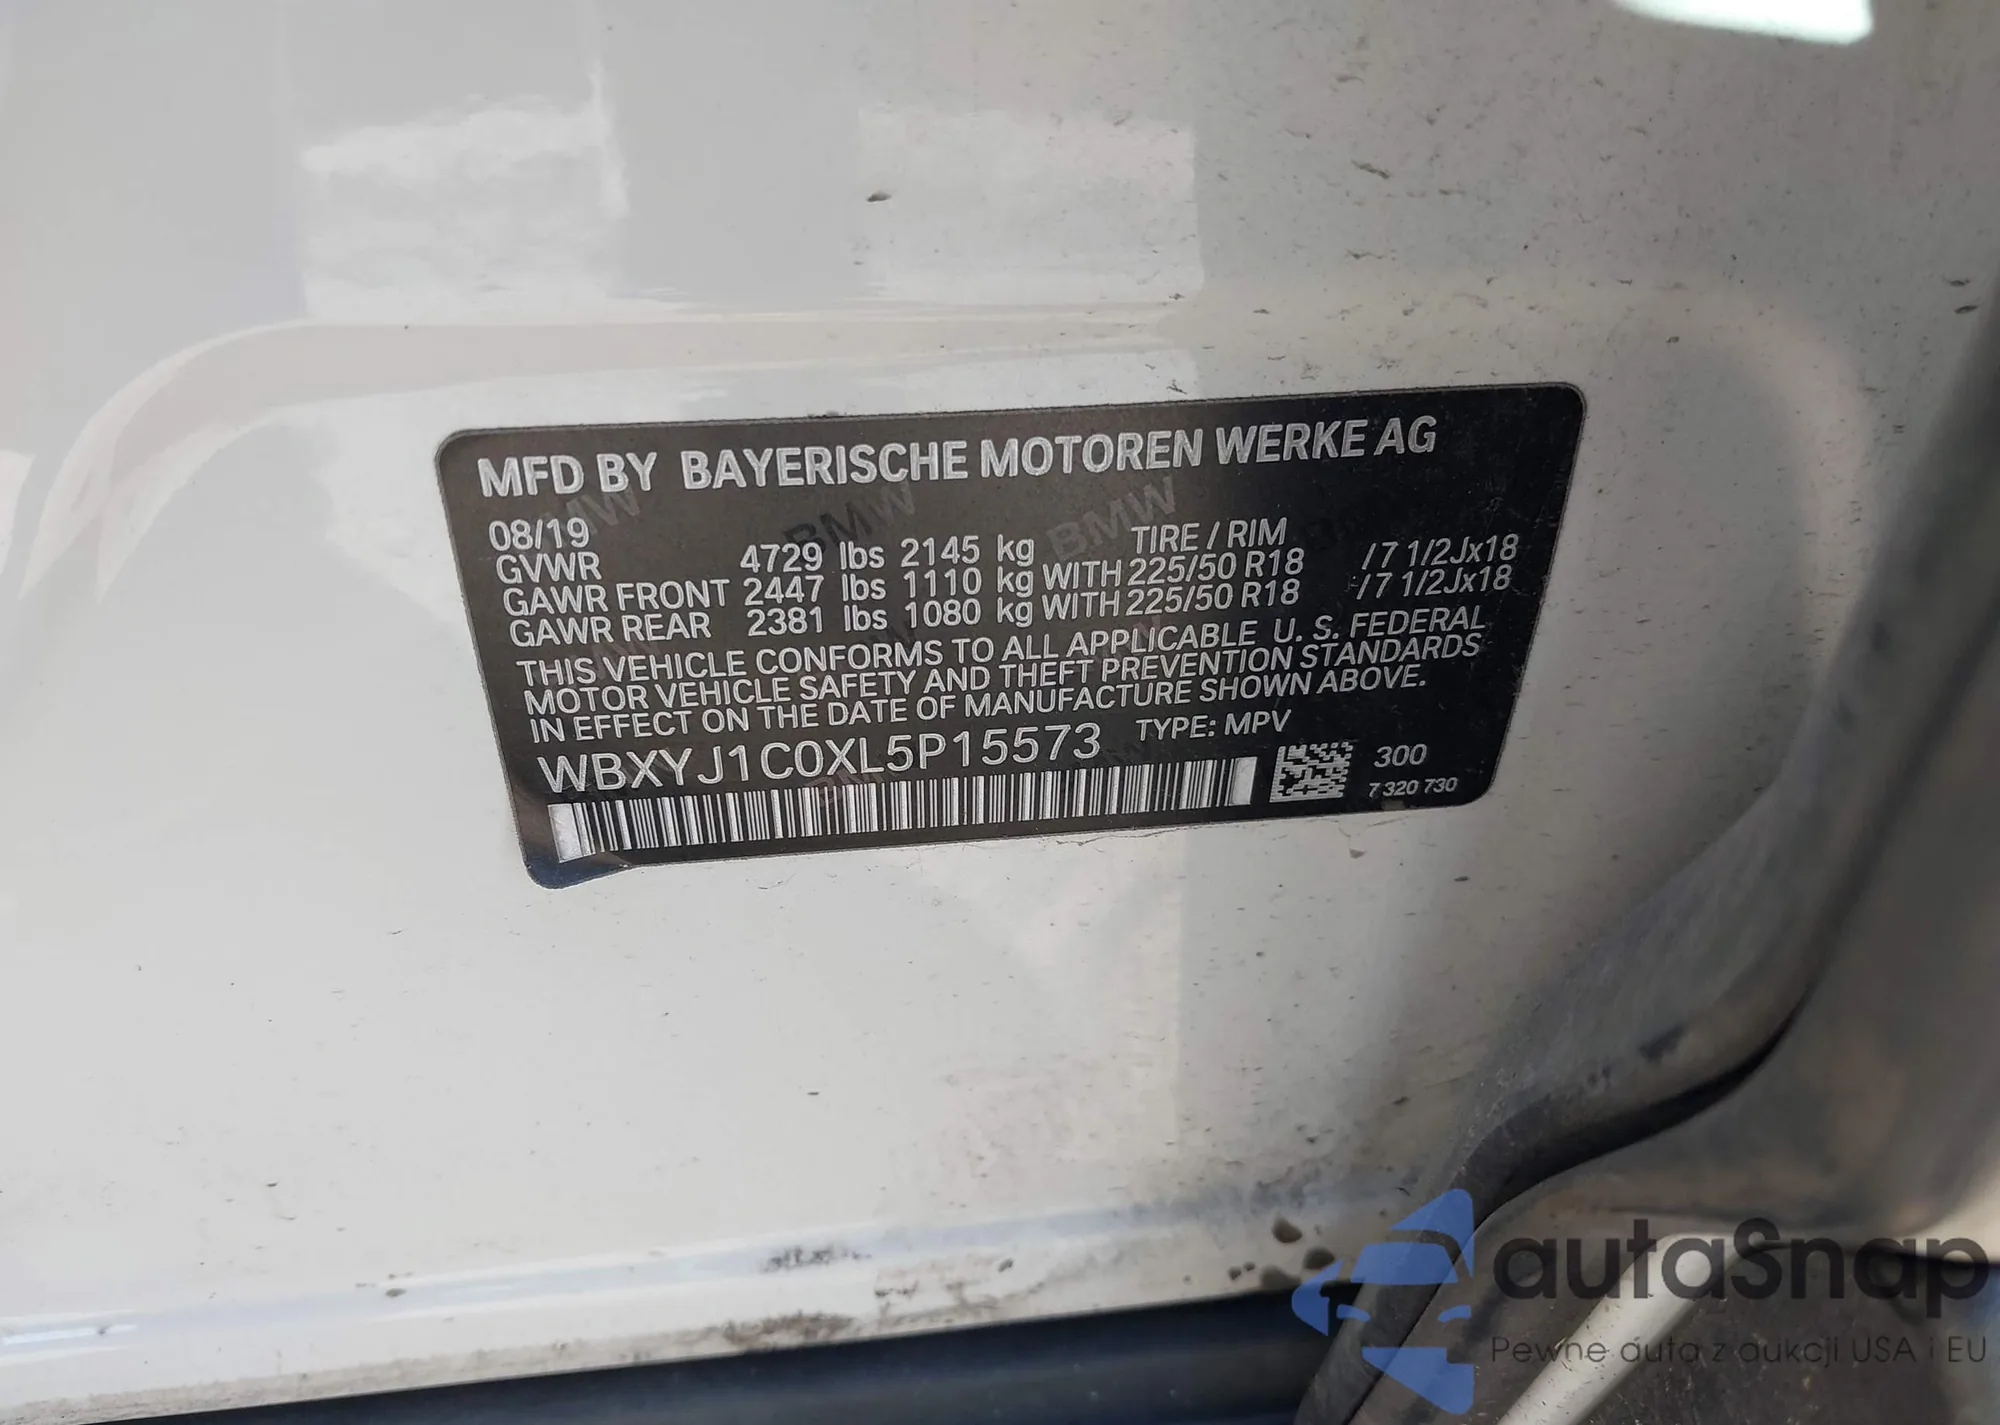 MFD BY BAYERISCHE MOTOREN WERKE AG
08/19 TIRE / RIM
GVWR 4729 lbs 2145 kg
GAWR FRONT 2447 lbs 1110 kg WITH 225/50 R18 /7 1/2Jx18
GAWR REAR 2381 lbs 1080 kg WITH 225/50 R18 /7 1/2Jx18
THIS VEHICLE CONFORMS TO ALL APPLICABLE U. S. FEDERAL
MOTOR VEHICLE SAFETY AND THEFT PREVENTION STANDARDS
IN EFFECT ON THE DATE OF MANUFACTURE SHOWN ABOVE.
WBXYJ1C0XL5P15573 TYPE: MPV
300
7 320 730
autaSnap
Pewne auta z aukcji USA i EU